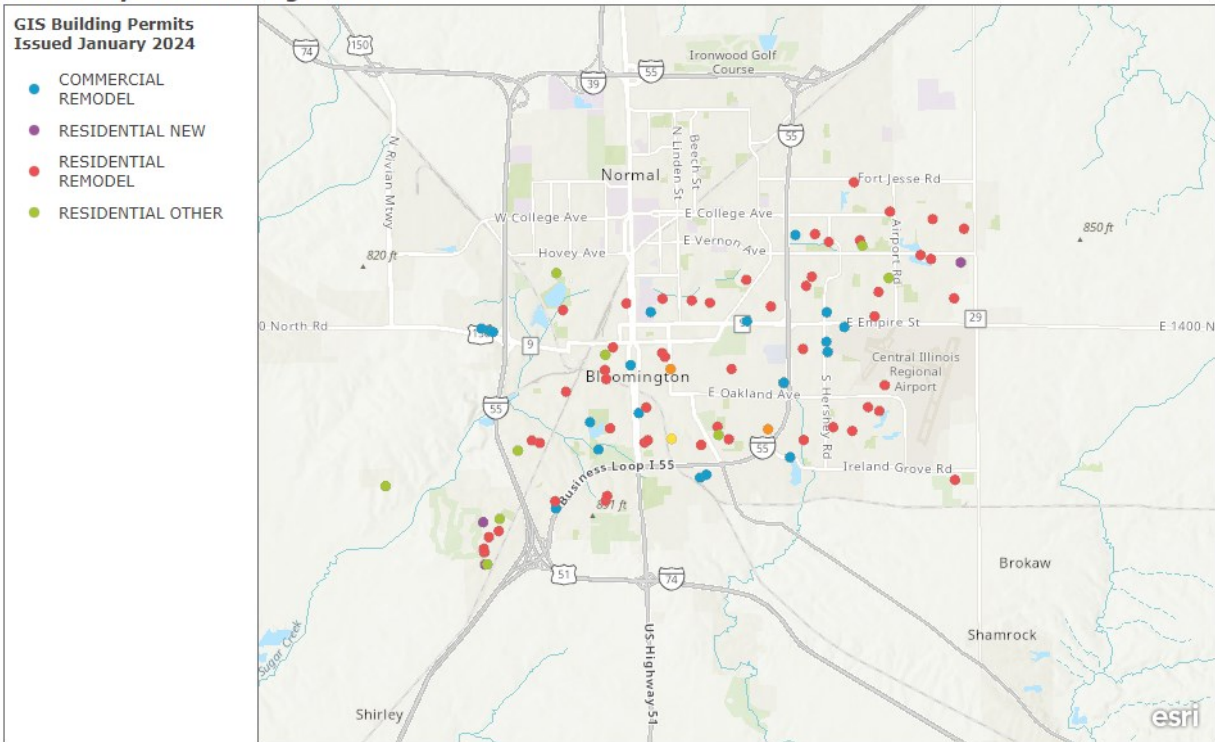 GIS Building Permits
Issued January 2024
COMMERCIAL
REMODEL
RESIDENTIAL NEW
RESIDENTIAL
REMODEL
RESIDENTIAL OTHER
74
150
39
55
Ironwood Golf
Course
55
N Rivian Mtwy
N Linden St
Beech St
Normal
Fort Jesse Rd
W College Ave
E College Ave
Airport Rd
850 ft
820 ft
Hovey Ave
E Vernon Ave
0 North Rd
9
E Empire St
29
E 1400 N
Central Illinois
Regional
Airport
Bloomington
E Oakland Ave
S Hershey Rd
55
55
Business Loop I 55
Ireland Grove Rd
51
74
Brokaw
US Highway 51
Shamrock
Sugar Creek
Shirley
esri